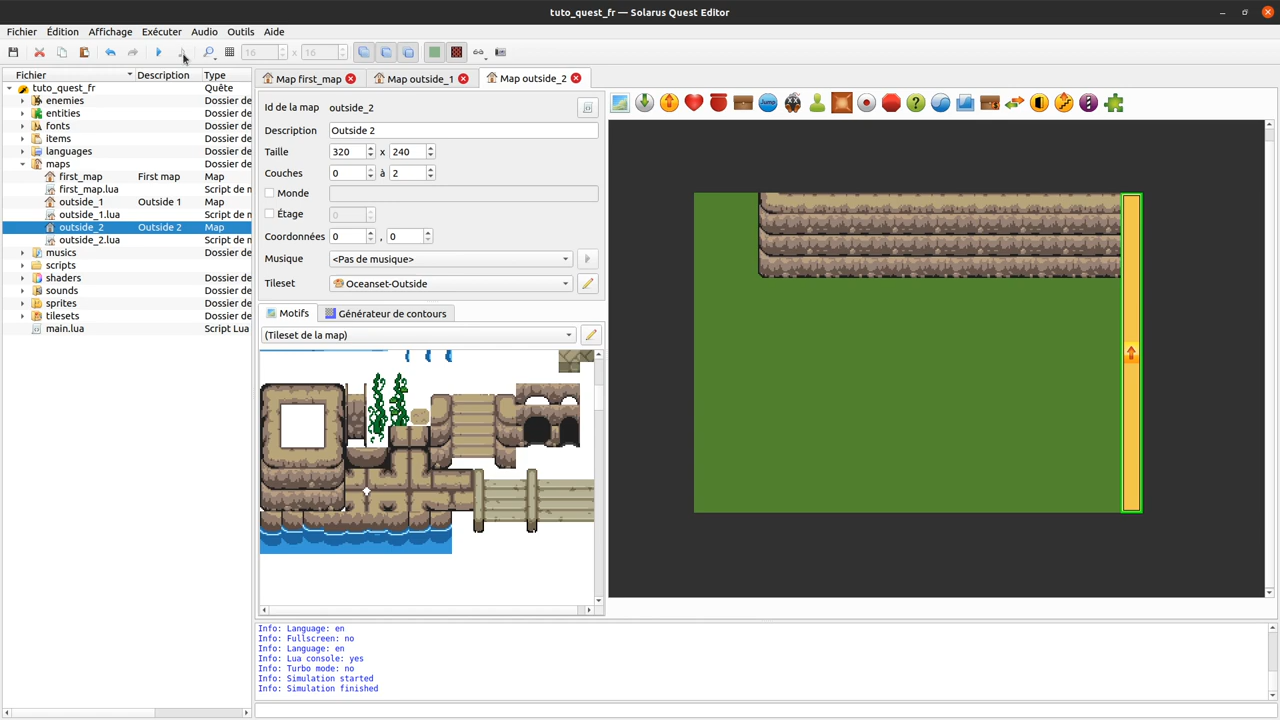 tuto_quest_fr — Solarus Quest Editor
Fichier Édition Affichage Exécuter Audio Outils Aide
16 x 16
Fichier Description Type
tuto_quest_fr Quête
enemies Dossier de
entities Dossier de
fonts Dossier de
items Dossier de
languages Dossier de
maps Dossier de
first_map First map Map
first_map.lua Script de m
outside_1 Outside 1 Map
outside_1.lua Script de m
outside_2 Outside 2 Map
outside_2.lua Script de m
musics Dossier de
scripts
shaders Dossier de
sounds Dossier de
sprites Dossier de
tilesets Dossier de
main.lua Script Lua
Map first_map Map outside_1 Map outside_2
Id de la map outside_2
Description Outside 2
Taille 320 x 240
Couches 0 à 2
Monde
Étage 0
Coordonnées 0 , 0
Musique <Pas de musique>
Tileset Oceanset-Outside
Motifs Générateur de contours
(Tileset de la map)
Jump
Info: Language: en
Info: Fullscreen: no
Info: Language: en
Info: Lua console: yes
Info: Turbo mode: no
Info: Simulation started
Info: Simulation finished